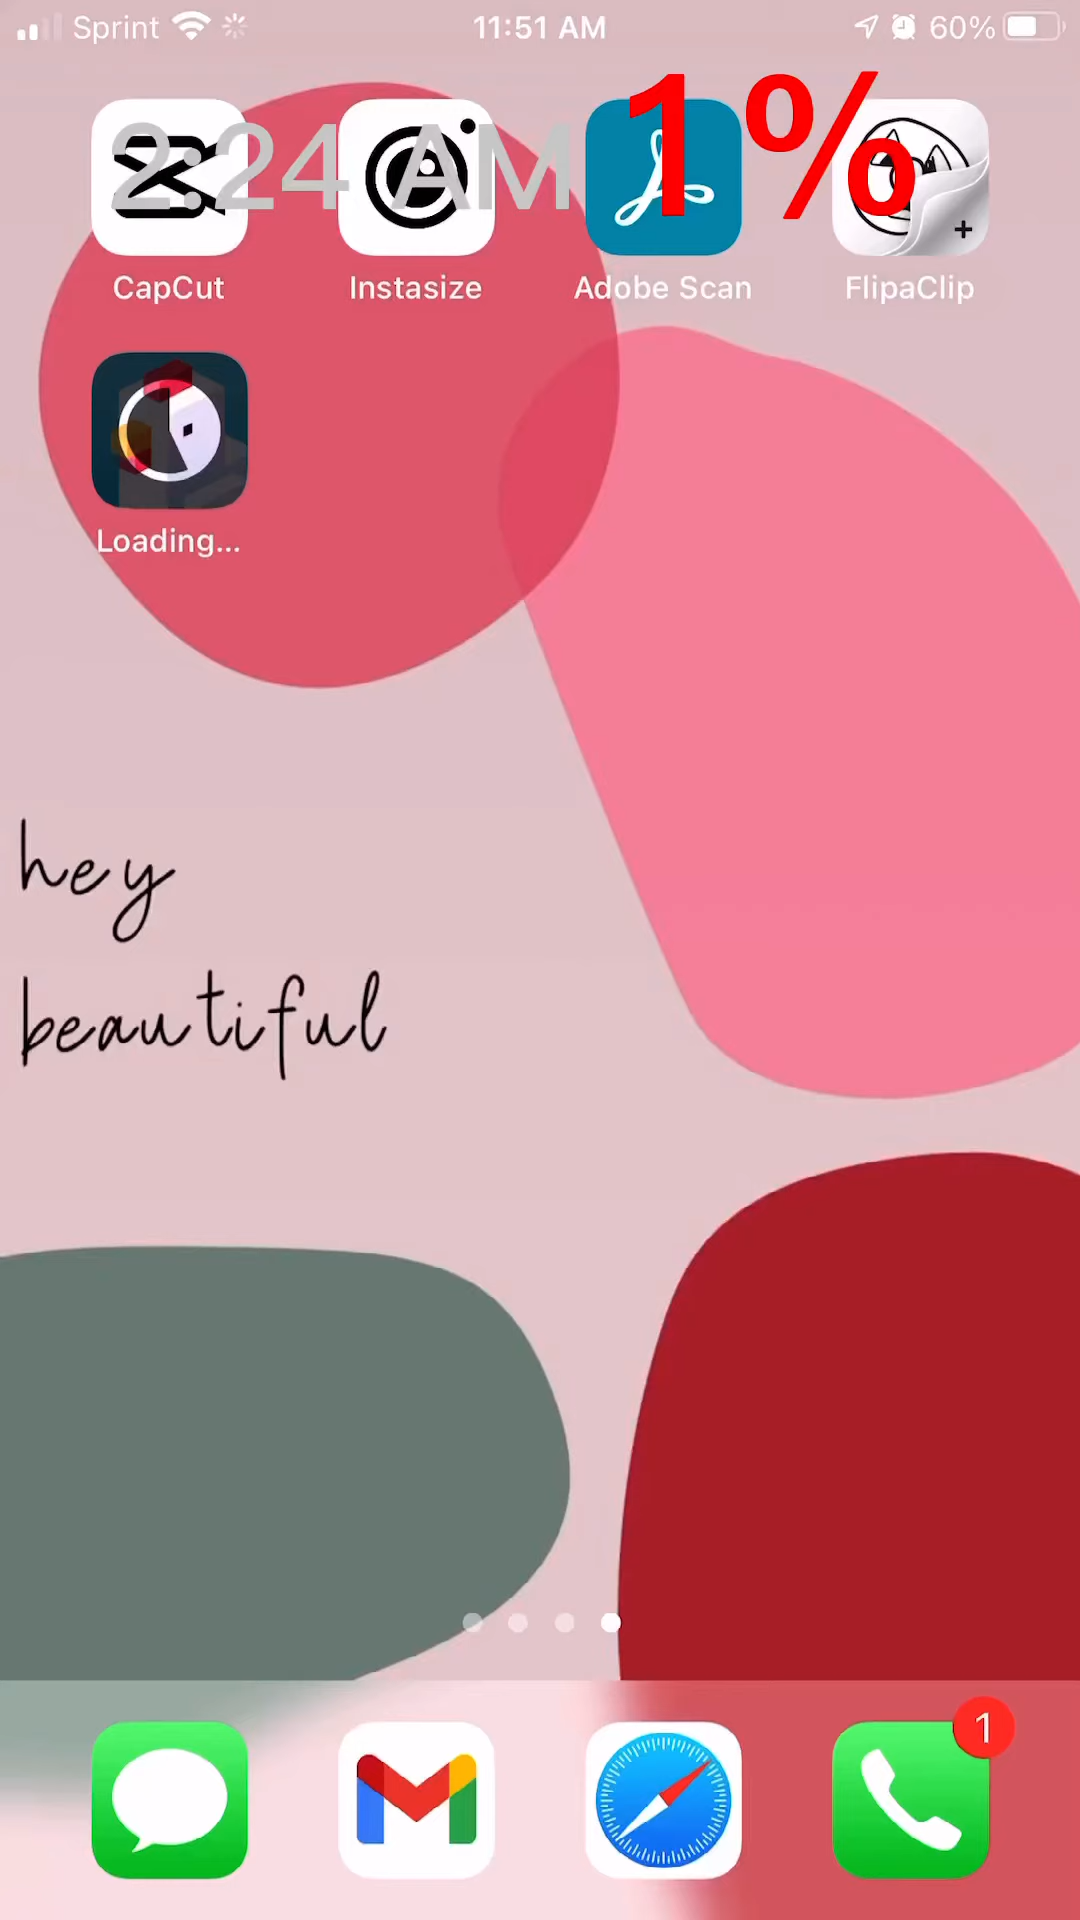 Sprint 11:51 AM 60%
2:24 AM 1%
CapCut Instasize Adobe Scan FlipaClip
Loading...
hey
beautiful
1